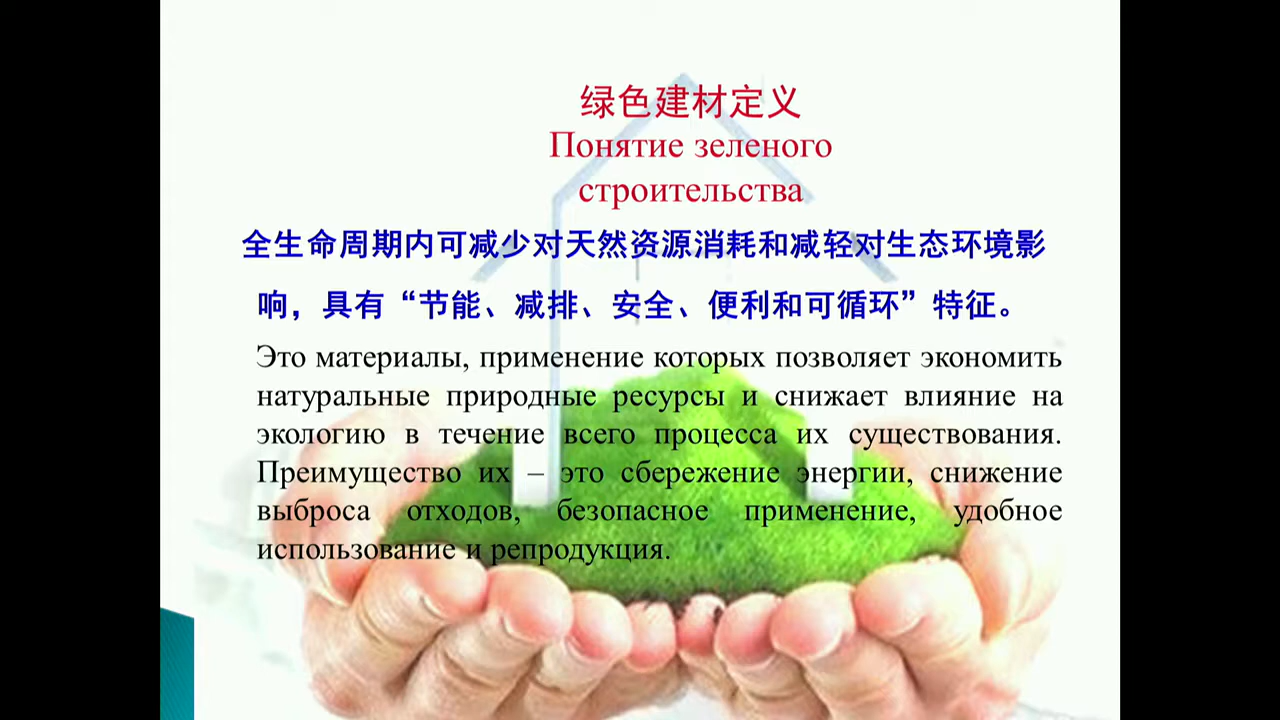 绿色建材定义
Понятие зеленого
строительства
全生命周期内可减少对天然资源消耗和减轻对生态环境影
响，具有“节能、减排、安全、便利和可循环”特征。
Это материалы, применение которых позволяет экономить
натуральные природные ресурсы и снижает влияние на
экологию в течение всего процесса их существования.
Преимущество их – это сбережение энергии, снижение
выброса отходов, безопасное применение, удобное
использование и репродукция.